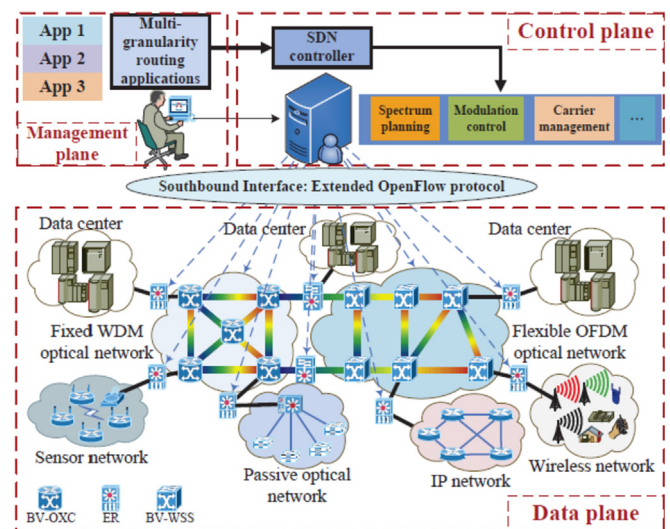 App 1
App 2
App 3
Multi-
granularity
routing
applications
Management
plane
SDN
controller
Control plane
Spectrum
planning
Modulation
control
Carrier
management
...
Southbound Interface: Extended OpenFlow protocol
Data center
Data center
Data center
Fixed WDM
optical network
Flexible OFDM
optical network
Sensor network
Passive optical
network
IP network
Wireless network
BV-OXC
ER
BV-WSS
Data plane